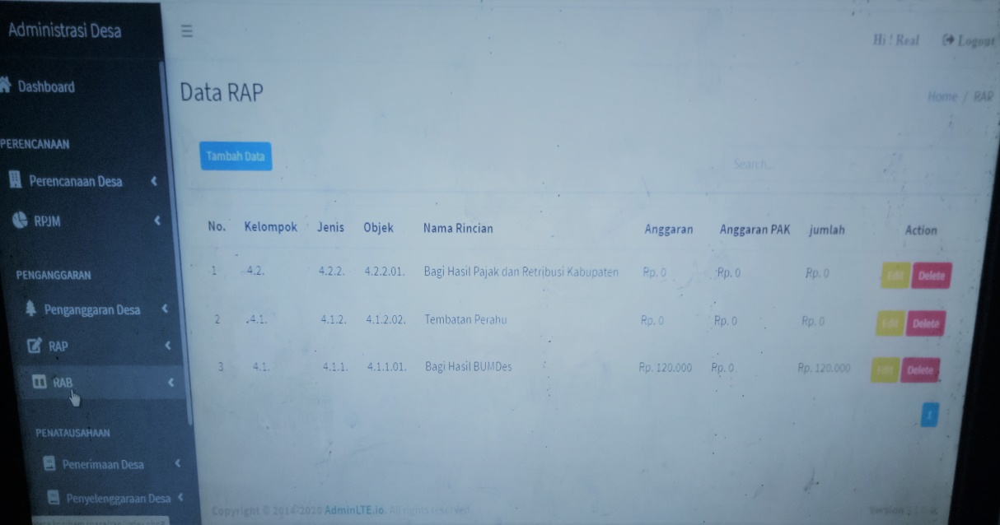 Administrasi Desa
Hi ! Real Logout
Dashboard
Data RAP
Home / RAP
PERENCANAAN
Tambah Data
Search...
Perencanaan Desa
RPJM
No. Kelompok Jenis Objek Nama Rincian Anggaran Anggaran PAK jumlah Action
1 4.2. 4.2.2. 4.2.2.01. Bagi Hasil Pajak dan Retribusi Kabupaten Rp. 0 Rp. 0 Rp. 0 Edit Delete
PENGANGGARAN
Penganggaran Desa
2 4.1. 4.1.2. 4.1.2.02. Tembatan Perahu Rp. 0 Rp. 0 Rp. 0 Edit Delete
RAP
3 4.1. 4.1.1. 4.1.1.01. Bagi Hasil BUMDes Rp. 120.000 Rp. 0 Rp. 120.000 Edit Delete
RAB
1
PENATAUSAHAAN
Penerimaan Desa
Penyelenggaraan Desa
Copyright © 2014-2020 AdminLTE.io. All rights reserved.
Version